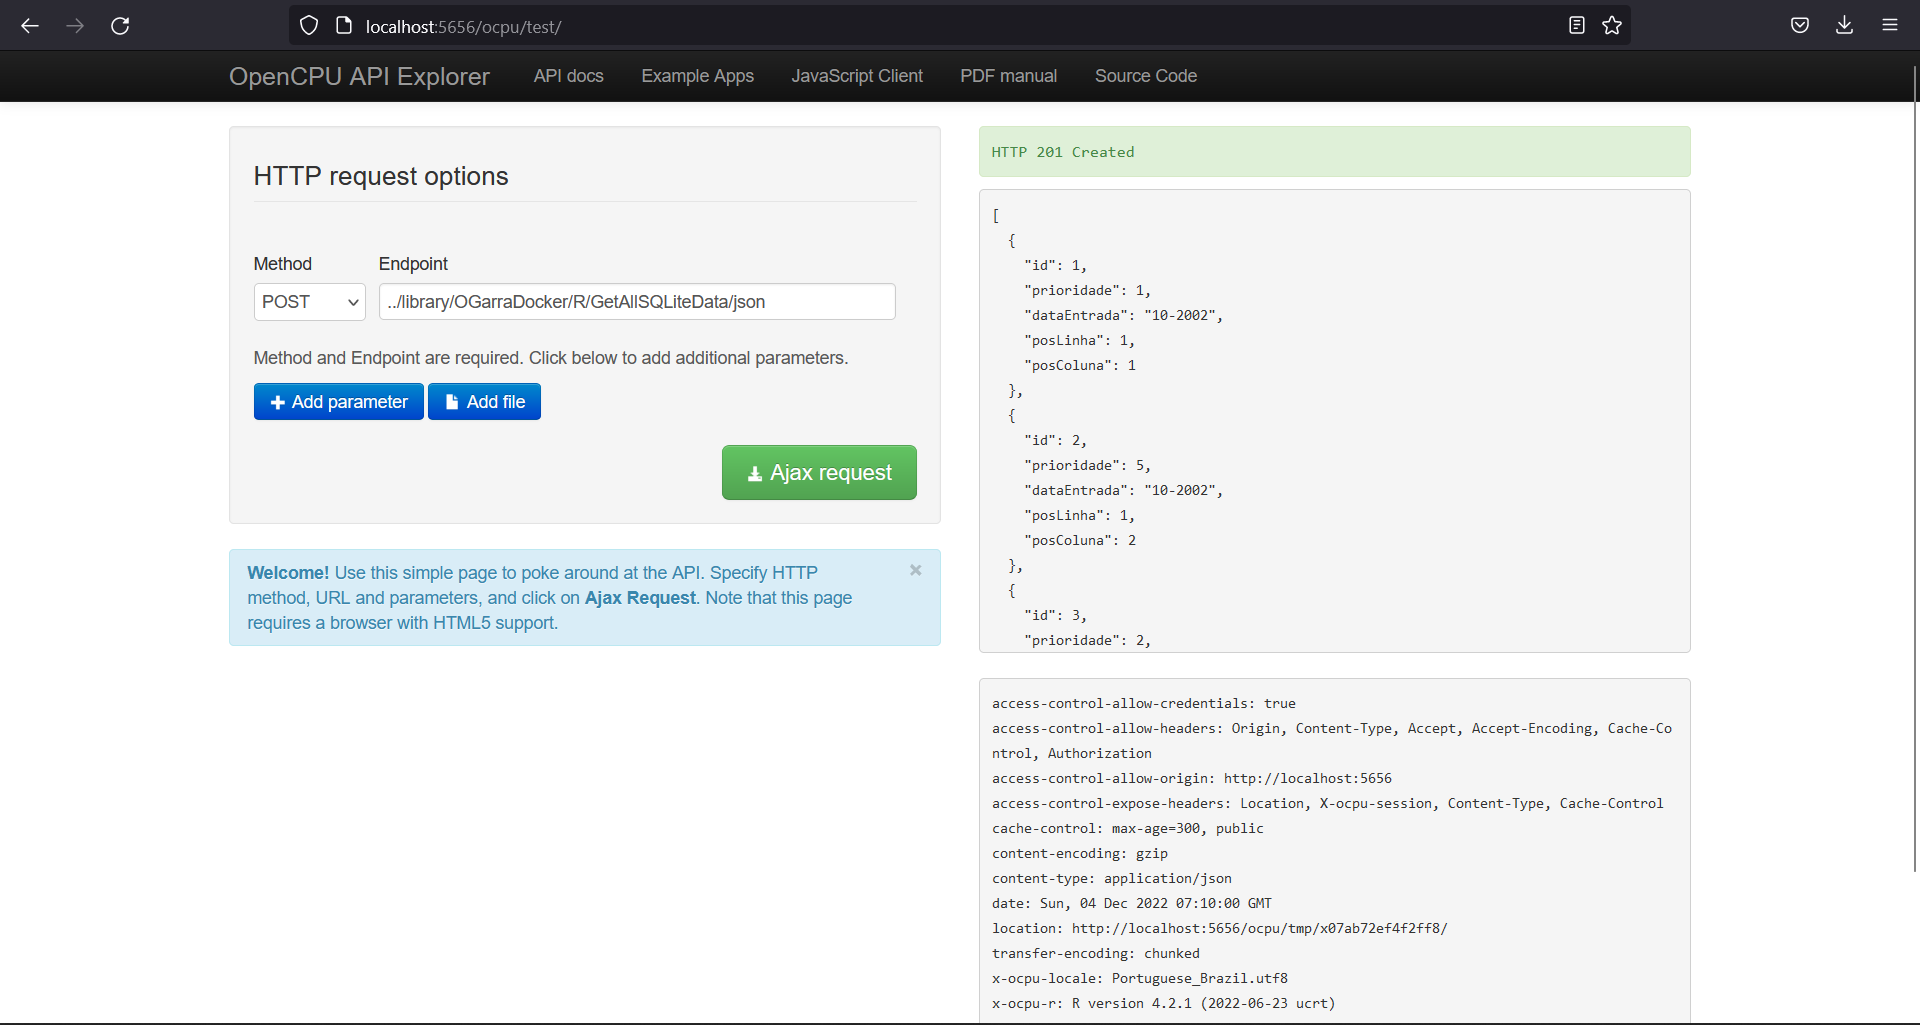 localhost:5656/ocpu/test/
OpenCPU API Explorer API docs Example Apps JavaScript Client PDF manual Source Code
HTTP request options
Method Endpoint
POST ../library/OGarraDocker/R/GetAllSQLiteData/json
Method and Endpoint are required. Click below to add additional parameters.
Add parameter Add file
Ajax request
Welcome! Use this simple page to poke around at the API. Specify HTTP
method, URL and parameters, and click on Ajax Request. Note that this page
requires a browser with HTML5 support.
×
HTTP 201 Created
[
{
"id": 1,
"prioridade": 1,
"dataEntrada": "10-2002",
"posLinha": 1,
"posColuna": 1
},
{
"id": 2,
"prioridade": 5,
"dataEntrada": "10-2002",
"posLinha": 1,
"posColuna": 2
},
{
"id": 3,
"prioridade": 2,
access-control-allow-credentials: true
access-control-allow-headers: Origin, Content-Type, Accept, Accept-Encoding, Cache-Co
ntrol, Authorization
access-control-allow-origin: http://localhost:5656
access-control-expose-headers: Location, X-ocpu-session, Content-Type, Cache-Control
cache-control: max-age=300, public
content-encoding: gzip
content-type: application/json
date: Sun, 04 Dec 2022 07:10:00 GMT
location: http://localhost:5656/ocpu/tmp/x07ab72ef4f2ff8/
transfer-encoding: chunked
x-ocpu-locale: Portuguese_Brazil.utf8
x-ocpu-r: R version 4.2.1 (2022-06-23 ucrt)